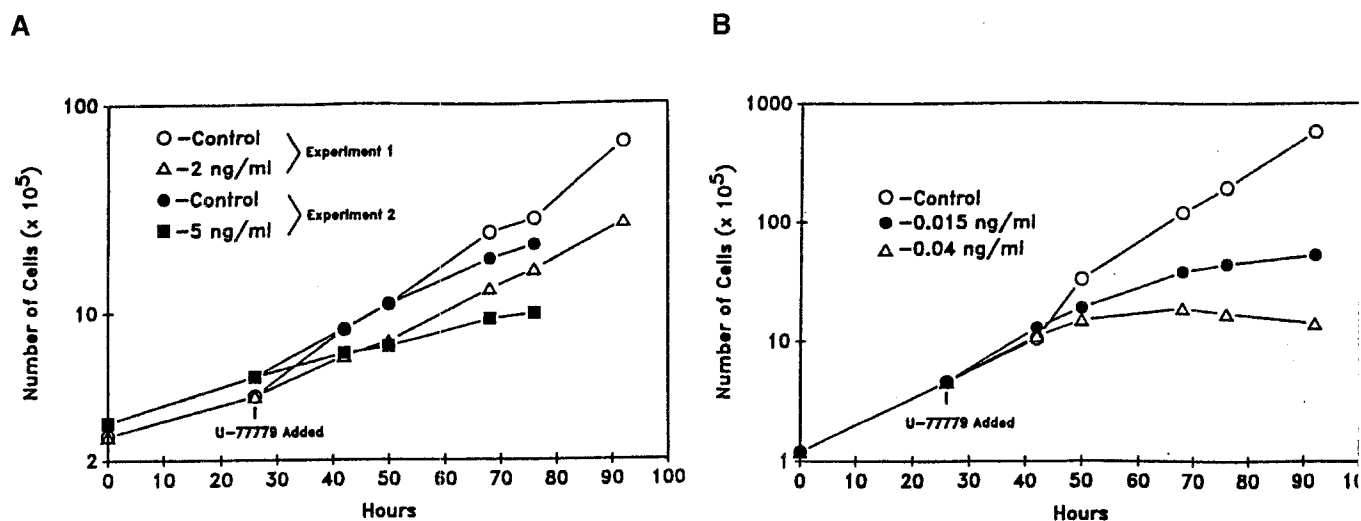 A
Number of Cells (x 10⁵)
100
10
2
○ -Control
△ -2 ng/ml
Experiment 1
● -Control
■ -5 ng/ml
Experiment 2
U-77779 Added
0 10 20 30 40 50 60 70 80 90 100
Hours
B
Number of Cells (x 10⁵)
1000
100
10
1
○ -Control
● -0.015 ng/ml
△ -0.04 ng/ml
U-77779 Added
0 10 20 30 40 50 60 70 80 90 10
Hours